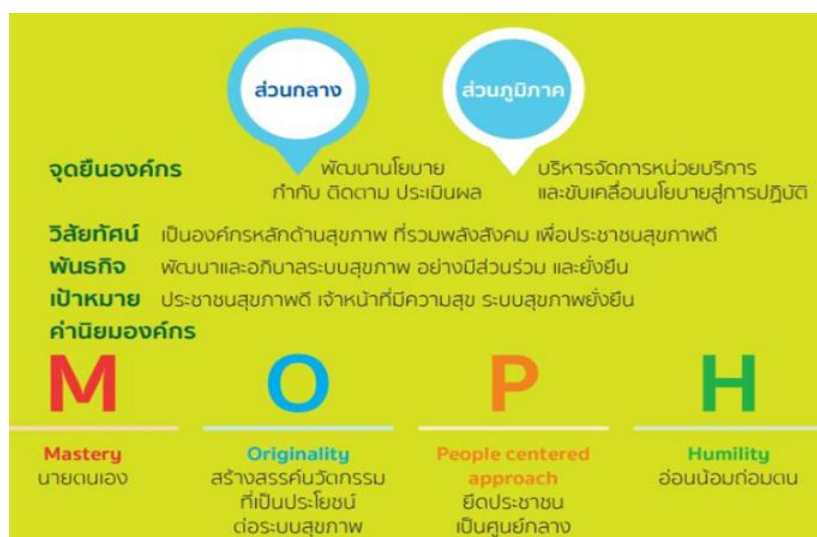 ส่วนกลาง
ส่วนภูมิภาค
จุดยืนองค์กร
พัฒนานโยบาย
กำกับ ติดตาม ประเมินผล
บริหารจัดการหน่วยบริการ
และขับเคลื่อนนโยบายสู่การปฏิบัติ
วิสัยทัศน์ เป็นองค์กรหลักด้านสุขภาพ ที่รวมพลังสังคม เพื่อประชาชนสุขภาพดี
พันธกิจ พัฒนาและอภิบาลระบบสุขภาพ อย่างมีส่วนร่วม และยั่งยืน
เป้าหมาย ประชาชนสุขภาพดี เจ้าหน้าที่มีความสุข ระบบสุขภาพยั่งยืน
ค่านิยมองค์กร
M
Mastery
นายตนเอง
O
Originality
สร้างสรรค์นวัตกรรม
ที่เป็นประโยชน์
ต่อระบบสุขภาพ
P
People centered
approach
ยึดประชาชน
เป็นศูนย์กลาง
H
Humility
อ่อนน้อมถ่อมตน